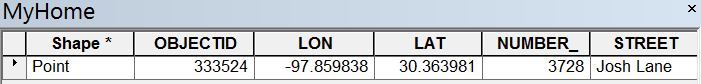 MyHome ×
Shape * OBJECTID LON LAT NUMBER_ STREET
Point 333524 -97.859838 30.363981 3728 Josh Lane